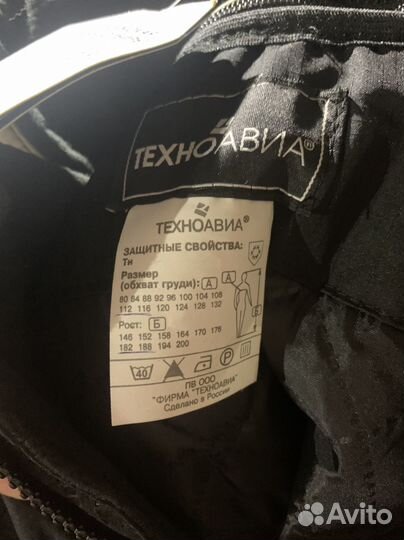 ТЕХНОАВИА®
ТЕХНОАВИА®
ЗАЩИТНЫЕ СВОЙСТВА:
Тн
Размер
(обхват груди): А
80 84 88 92 96 100 104 108
112 116 120 124 128 132
Рост: Б
146 152 158 164 170 176
182 188 194 200
А
Б
40
P
ПВ ООО
"ФИРМА "ТЕХНОАВИА"
Сделано в России
Avito